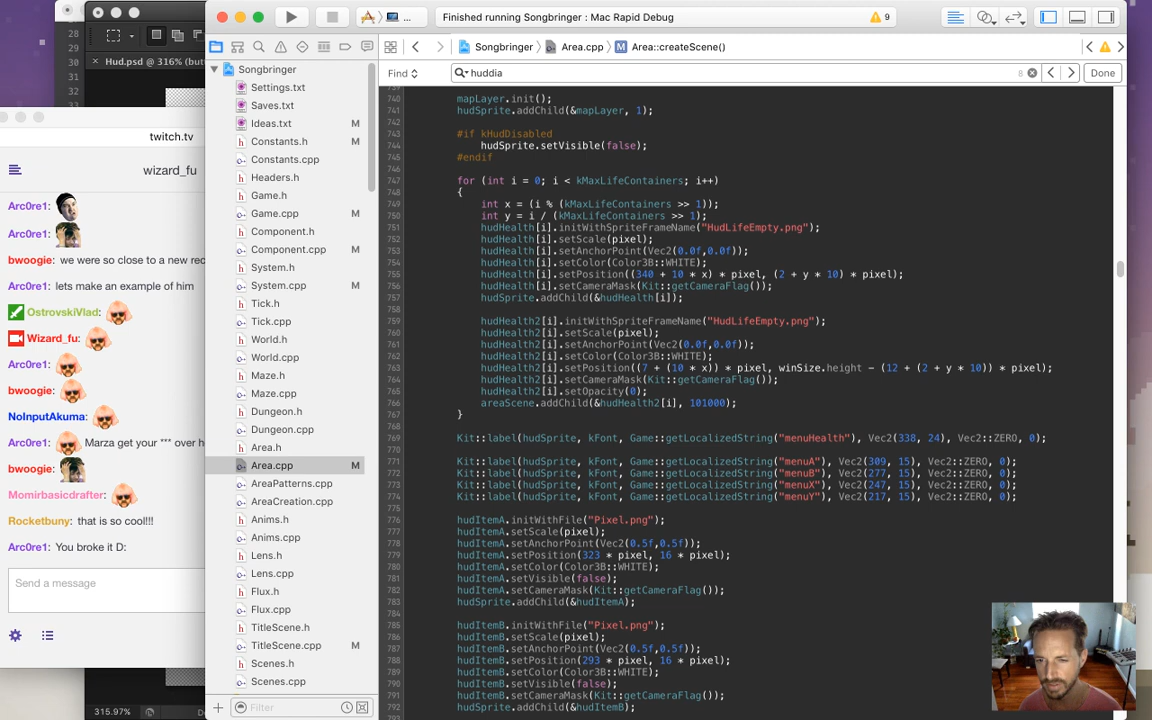 Finished running Songbringer : Mac Rapid Debug
9
Songbringer
Area.cpp
Area::createScene()
Find
huddia
8
Done
Hud.psd @ 316% (but
28
29
30
31
32
33
315.97%
twitch.tv
wizard_fu
Arc0re1:
Arc0re1:
bwoogie: we were so close to a new rec
Arc0re1: lets make an example of him
OstrovskiVlad:
Wizard_fu:
Arc0re1:
bwoogie:
NoInputAkuma:
Arc0re1: Marza get your *** over h
bwoogie:
Momirbasicdrafter:
Rocketbuny: that is so cool!!!
Arc0re1: You broke it D:
Send a message
Songbringer
Settings.txt
Saves.txt
Ideas.txt M
Constants.h M
Constants.cpp
Headers.h
Game.h
Game.cpp M
Component.h
Component.cpp M
System.h
System.cpp M
Tick.h
Tick.cpp
World.h
World.cpp
Maze.h
Maze.cpp
Dungeon.h
Dungeon.cpp
Area.h
Area.cpp M
AreaPatterns.cpp
AreaCreation.cpp
Anims.h
Anims.cpp
Lens.h
Lens.cpp
Flux.h
Flux.cpp
TitleScene.h
TitleScene.cpp M
Scenes.h
Scenes.cpp
Filter
740 mapLayer.init();
741 hudSprite.addChild(&mapLayer, 1);
742
743 #if kHudDisabled
744 hudSprite.setVisible(false);
745 #endif
746
747 for (int i = 0; i < kMaxLifeContainers; i++)
748 {
749 int x = (i % (kMaxLifeContainers >> 1));
750 int y = i / (kMaxLifeContainers >> 1);
751 hudHealth[i].initWithSpriteFrameName("HudLifeEmpty.png");
752 hudHealth[i].setScale(pixel);
753 hudHealth[i].setAnchorPoint(Vec2(0.0f,0.0f));
754 hudHealth[i].setColor(Color3B::WHITE);
755 hudHealth[i].setPosition((340 + 10 * x) * pixel, (2 + y * 10) * pixel);
756 hudHealth[i].setCameraMask(Kit::getCameraFlag());
757 hudSprite.addChild(&hudHealth[i]);
758
759 hudHealth2[i].initWithSpriteFrameName("HudLifeEmpty.png");
760 hudHealth2[i].setScale(pixel);
761 hudHealth2[i].setAnchorPoint(Vec2(0.0f,0.0f));
762 hudHealth2[i].setColor(Color3B::WHITE);
763 hudHealth2[i].setPosition((7 + (10 * x)) * pixel, winSize.height - (12 + (2 + y * 10)) * pixel);
764 hudHealth2[i].setCameraMask(Kit::getCameraFlag());
765 hudHealth2[i].setOpacity(0);
766 areaScene.addChild(&hudHealth2[i], 101000);
767 }
768
769 Kit::label(hudSprite, kFont, Game::getLocalizedString("menuHealth"), Vec2(338, 24), Vec2::ZERO, 0);
770
771 Kit::label(hudSprite, kFont, Game::getLocalizedString("menuA"), Vec2(309, 15), Vec2::ZERO, 0);
772 Kit::label(hudSprite, kFont, Game::getLocalizedString("menuB"), Vec2(277, 15), Vec2::ZERO, 0);
773 Kit::label(hudSprite, kFont, Game::getLocalizedString("menuX"), Vec2(247, 15), Vec2::ZERO, 0);
774 Kit::label(hudSprite, kFont, Game::getLocalizedString("menuY"), Vec2(217, 15), Vec2::ZERO, 0);
775
776 hudItemA.initWithFile("Pixel.png");
777 hudItemA.setScale(pixel);
778 hudItemA.setAnchorPoint(Vec2(0.5f,0.5f));
779 hudItemA.setPosition(323 * pixel, 16 * pixel);
780 hudItemA.setColor(Color3B::WHITE);
781 hudItemA.setVisible(false);
782 hudItemA.setCameraMask(Kit::getCameraFlag());
783 hudSprite.addChild(&hudItemA);
784
785 hudItemB.initWithFile("Pixel.png");
786 hudItemB.setScale(pixel);
787 hudItemB.setAnchorPoint(Vec2(0.5f,0.5f));
788 hudItemB.setPosition(293 * pixel, 16 * pixel);
789 hudItemB.setColor(Color3B::WHITE);
790 hudItemB.setVisible(false);
791 hudItemB.setCameraMask(Kit::getCameraFlag());
792 hudSprite.addChild(&hudItemB);